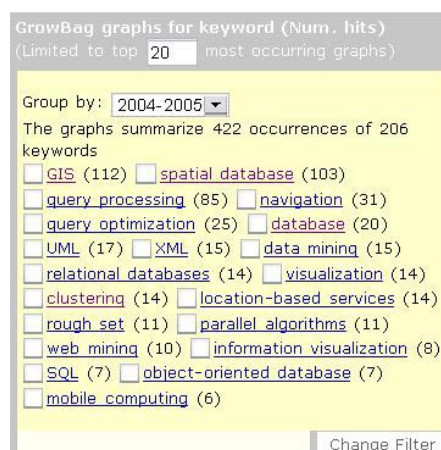 GrowBag graphs for keyword (Num. hits)
(Limited to top 20 most occurring graphs)
Group by: 2004-2005
The graphs summarize 422 occurrences of 206
keywords
GIS (112) spatial database (103)
query processing (85) navigation (31)
query optimization (25) database (20)
UML (17) XML (15) data mining (15)
relational databases (14) visualization (14)
clustering (14) location-based services (14)
rough set (11) parallel algorithms (11)
web mining (10) information visualization (8)
SQL (7) object-oriented database (7)
mobile computing (6)
Change Filter